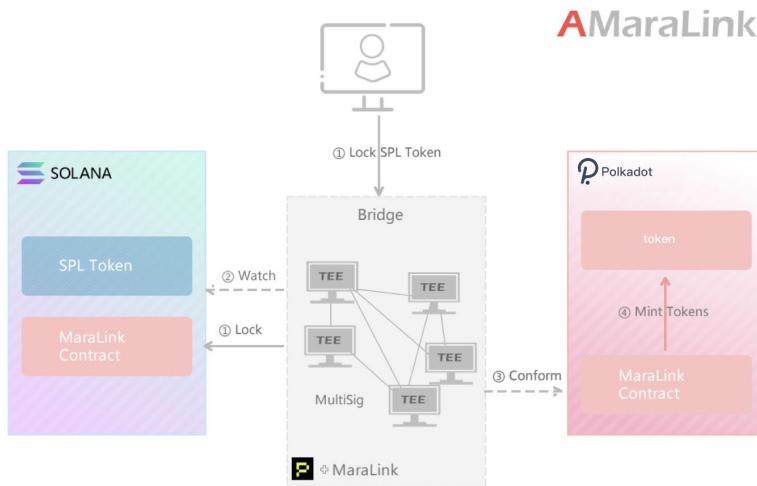 AMaraLink
① Lock SPL Token
SOLANA
SPL Token
MaraLink
Contract
② Watch
① Lock
Bridge
TEE
TEE
TEE
TEE
TEE
MultiSig
P + MaraLink
③ Conform
Polkadot
token
④ Mint Tokens
MaraLink
Contract